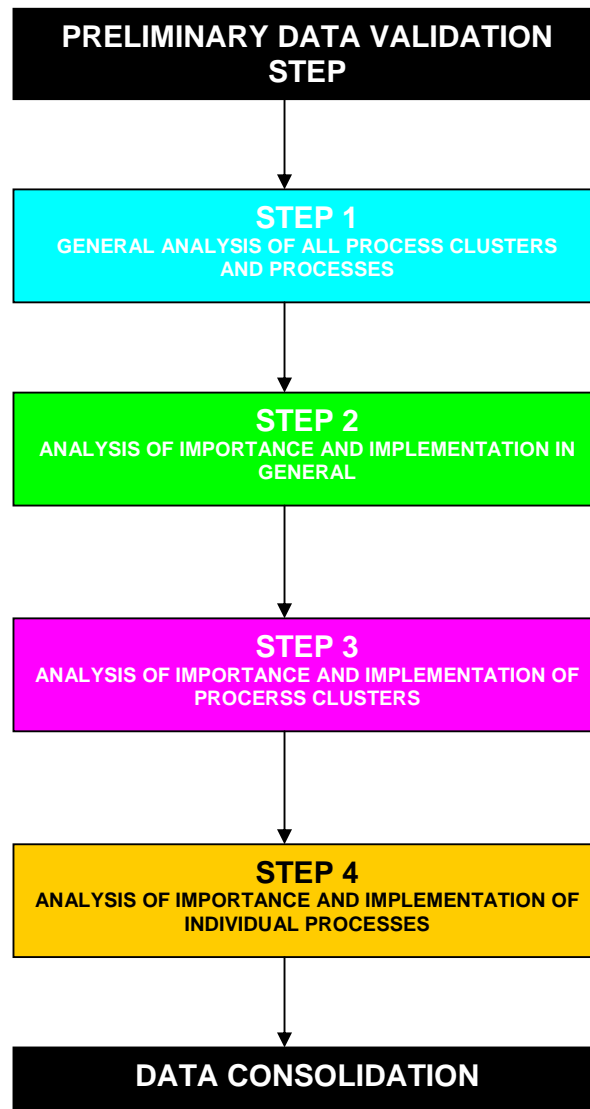 PRELIMINARY DATA VALIDATION
STEP
STEP 1
GENERAL ANALYSIS OF ALL PROCESS CLUSTERS
AND PROCESSES
STEP 2
ANALYSIS OF IMPORTANCE AND IMPLEMENTATION IN
GENERAL
STEP 3
ANALYSIS OF IMPORTANCE AND IMPLEMENTATION OF
PROCERSS CLUSTERS
STEP 4
ANALYSIS OF IMPORTANCE AND IMPLEMENTATION OF
INDIVIDUAL PROCESSES
DATA CONSOLIDATION